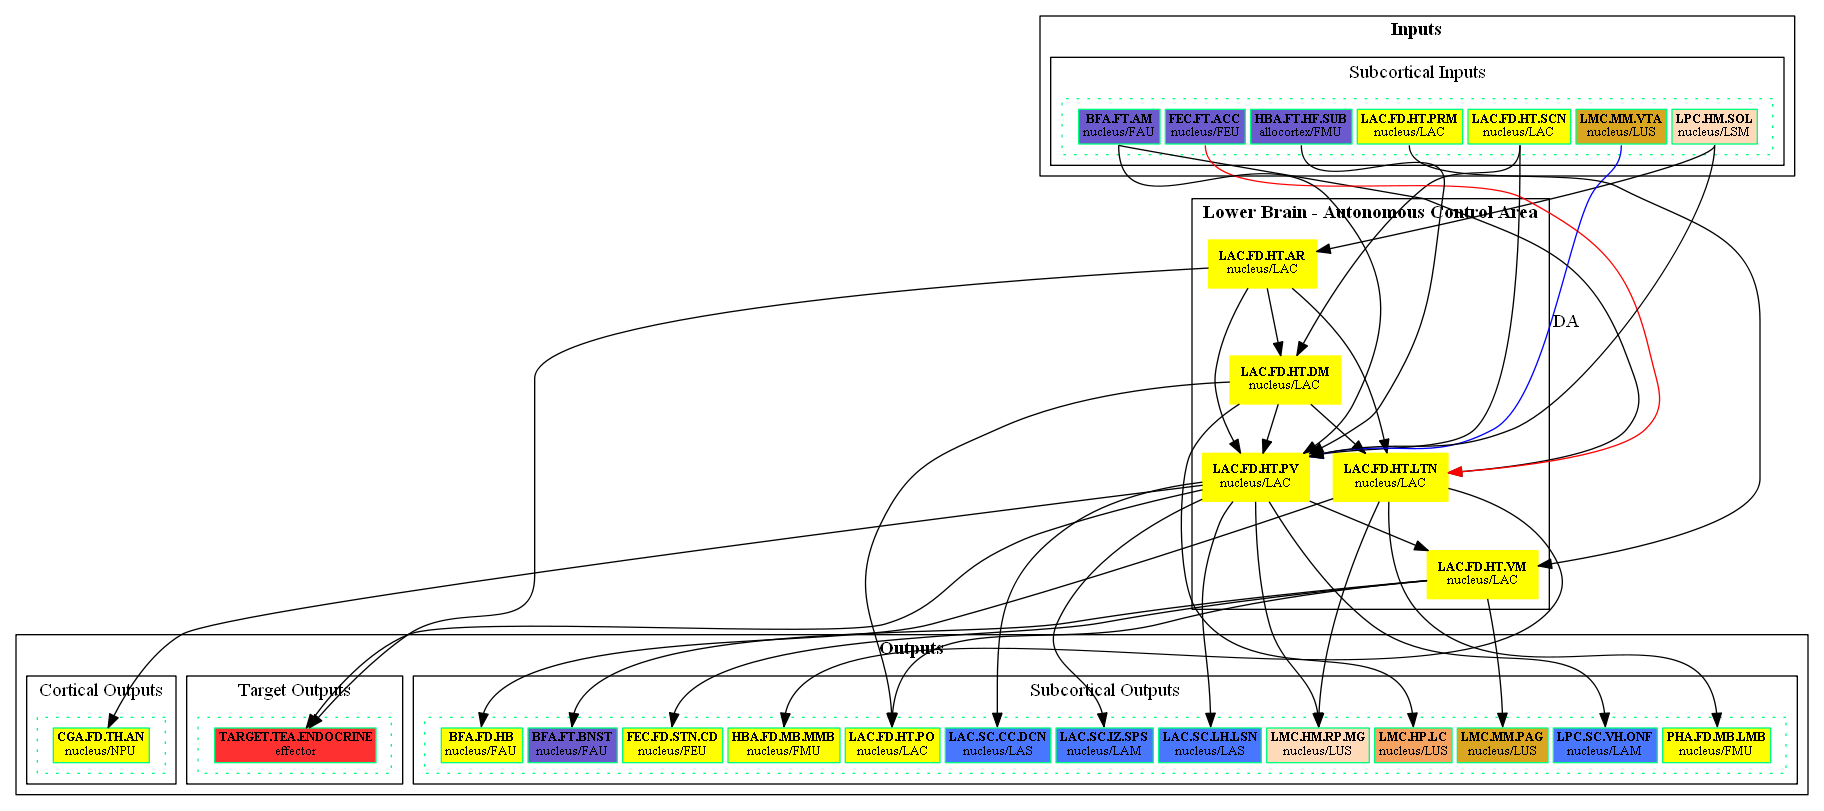 Inputs
Subcortical Inputs
BFA.FT.AM
nucleus/FAU
FEC.FT.ACC
nucleus/FEU
HBA.FT.HF.SUB
allocortex/FMU
LAC.FD.HT.PRM
nucleus/LAC
LAC.FD.HT.SCN
nucleus/LAC
LMC.MM.VTA
nucleus/LUS
LPC.HM.SOL
nucleus/LSM
Lower Brain - Autonomous Control Area
LAC.FD.HT.AR
nucleus/LAC
DA
LAC.FD.HT.DM
nucleus/LAC
LAC.FD.HT.PV
nucleus/LAC
LAC.FD.HT.LTN
nucleus/LAC
LAC.FD.HT.VM
nucleus/LAC
Outputs
Cortical Outputs
CGA.FD.TH.AN
nucleus/NPU
Target Outputs
TARGET.TEA.ENDOCRINE
effector
Subcortical Outputs
BFA.FD.HB
nucleus/FAU
BFA.FT.BNST
nucleus/FAU
FEC.FD.STN.CD
nucleus/FEU
HBA.FD.MB.MMB
nucleus/FMU
LAC.FD.HT.PO
nucleus/LAC
LAC.SC.CC.DCN
nucleus/LAS
LAC.SC.IZ.SPS
nucleus/LAM
LAC.SC.LH.LSN
nucleus/LAS
LMC.HM.RP.MG
nucleus/LUS
LMC.HP.LC
nucleus/LUS
LMC.MM.PAG
nucleus/LUS
LPC.SC.VH.ONF
nucleus/LAM
PHA.FD.MB.LMB
nucleus/FMU